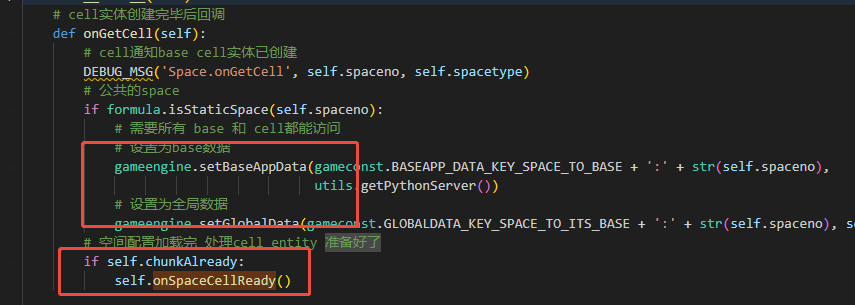 # cell实体创建完毕后回调
def onGetCell(self):
# cell通知base cell实体已创建
DEBUG_MSG('Space.onGetCell', self.spaceno, self.spacetype)
# 公共的space
if formula.isStaticSpace(self.spaceno):
# 需要所有 base 和 cell都能访问
# 设置为base数据
gameengine.setBaseAppData(gameconst.BASEAPP_DATA_KEY_SPACE_TO_BASE + ':' + str(self.spaceno),
utils.getPythonServer())
# 设置为全局数据
gameengine.setGlobalData(gameconst.GLOBALDATA_KEY_SPACE_TO_ITS_BASE + ':' + str(self.spaceno), se
# 空间配置加载完 处理cell entity 准备好了
if self.chunkAlready:
self.onSpaceCellReady()